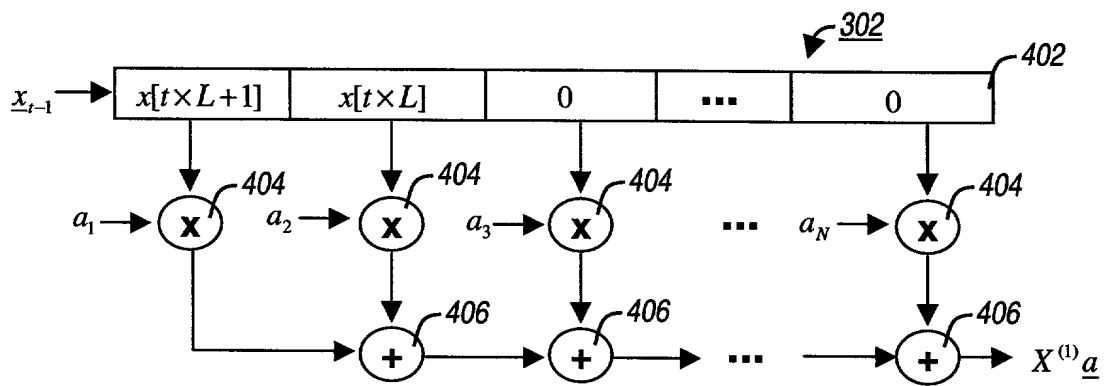 302
402
x_{t-1} x[t×L+1] x[t×L] 0 ... 0
404 404 404 404
a_1 x a_2 x a_3 x ... a_N x
406 406 406
+ + ... + X^{(1)} a